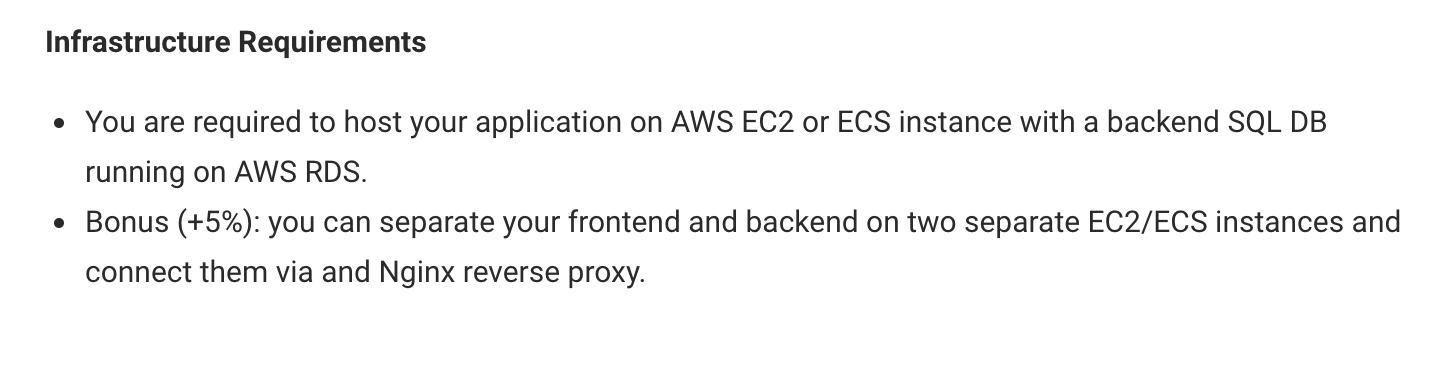 Infrastructure Requirements
• You are required to host your application on AWS EC2 or ECS instance with a backend SQL DB
running on AWS RDS.
• Bonus (+5%): you can separate your frontend and backend on two separate EC2/ECS instances and
connect them via and Nginx reverse proxy.